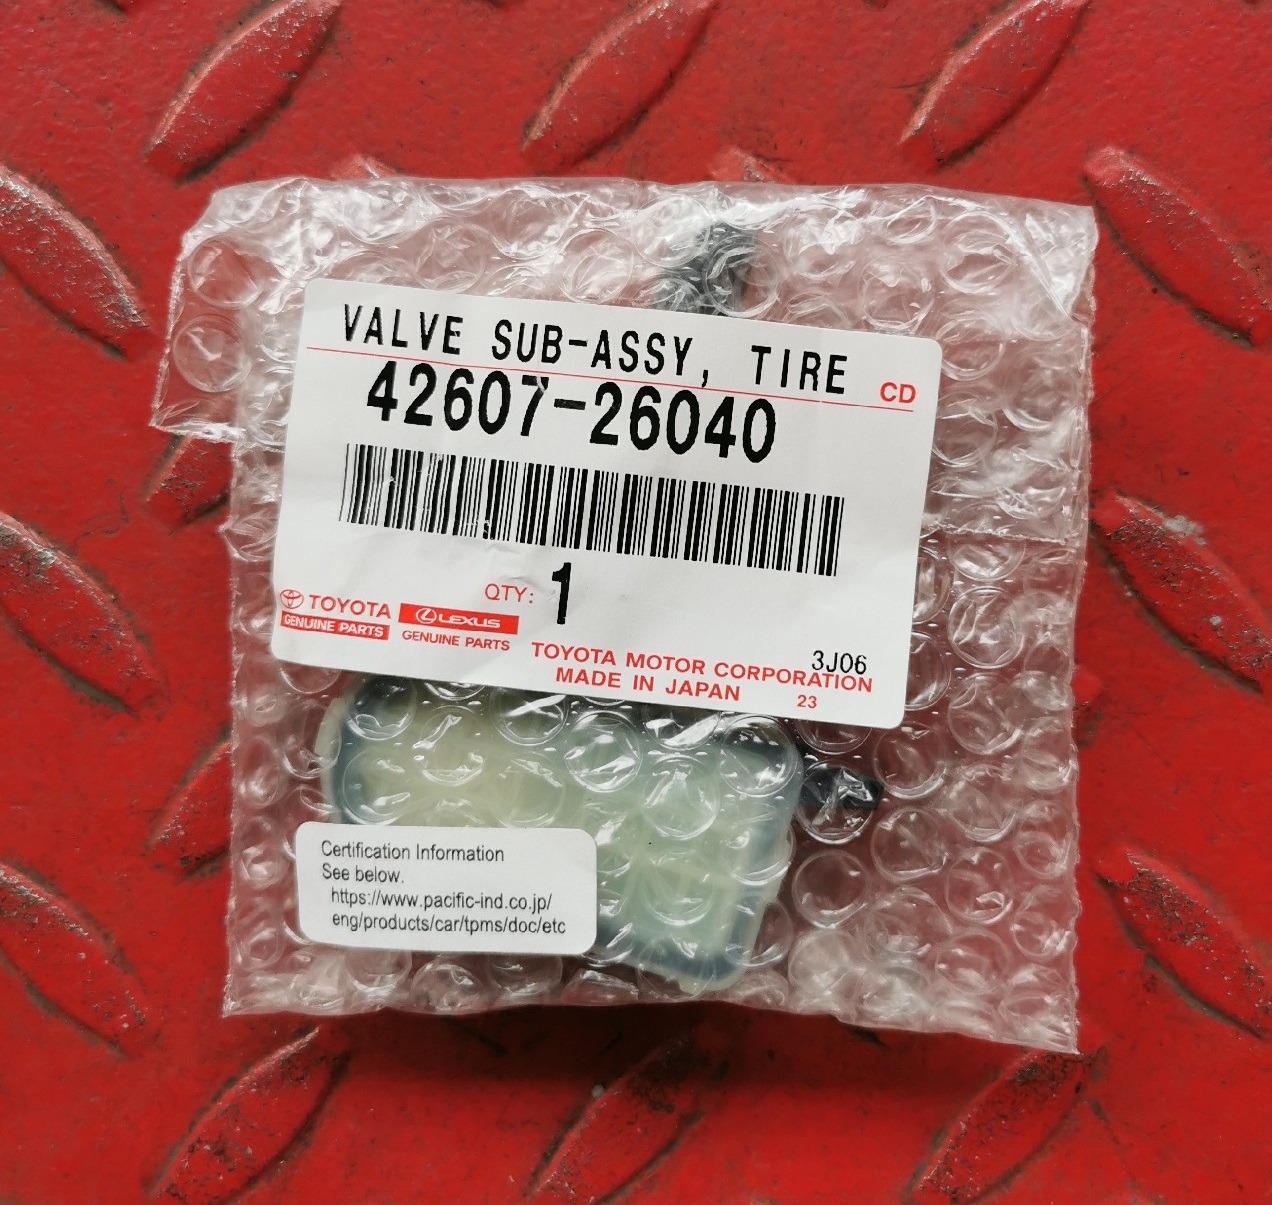 VALVE SUB-ASSY, TIRE
CD
42607-26040
QTY: 1
TOYOTA
GENUINE PARTS
LEXUS
GENUINE PARTS
TOYOTA MOTOR CORPORATION
3J06
MADE IN JAPAN
23
Certification Information
See below.
https://www.pacific-ind.co.jp/
eng/products/car/tpms/doc/etc